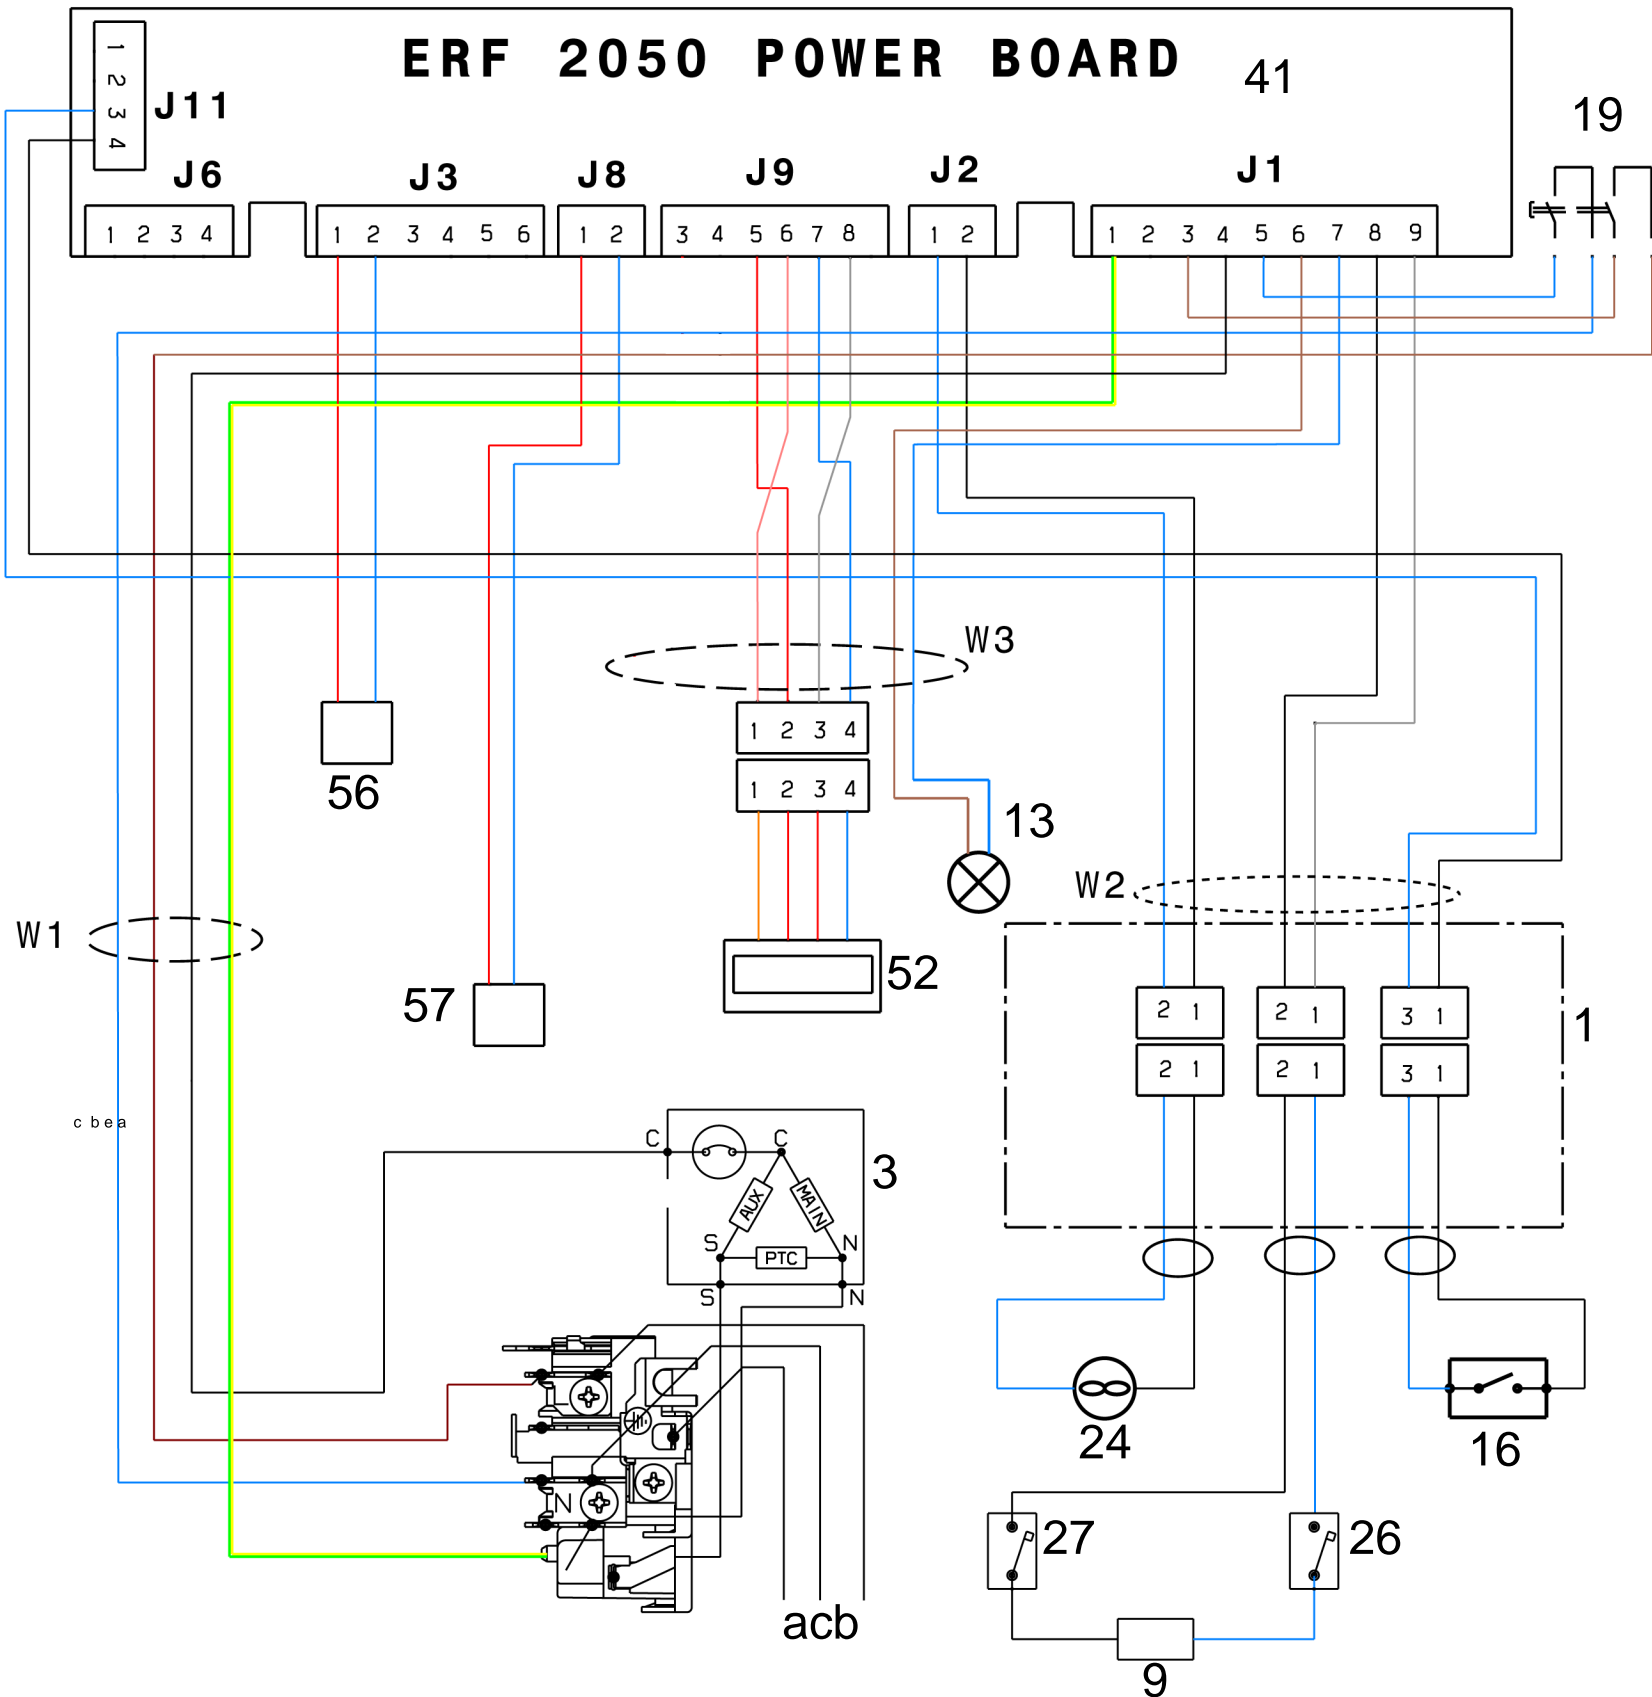 ERF 2050 POWER BOARD
41
19
1
2
3
4
J11
J6
J3
J8
J9
J2
J1
1 2 3 4
1 2 3 4 5 6
1 2
3 4 5 6 7 8
1 2
1 2 3 4 5 6 7 8 9
W3
1 2 3 4
1 2 3 4
56
13
W2
W1
52
57
2 1
2 1
3 1
1
2 1
2 1
3 1
c b e a
C
C
3
AUX
MAIN
S
N
PTC
S
N
N
24
16
27
26
acb
9